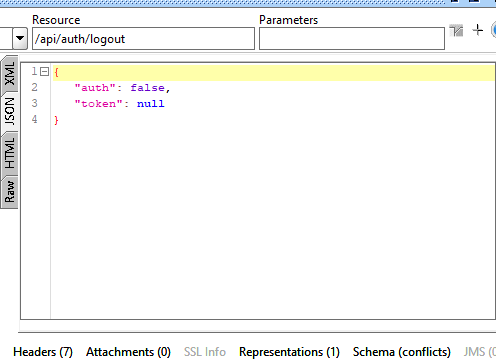 Resource Parameters
/api/auth/logout
XML
JSON
HTML
Raw
1 {
2 "auth": false,
3 "token": null
4 }
Headers (7) Attachments (0) SSL Info Representations (1) Schema (conflicts) JMS (0